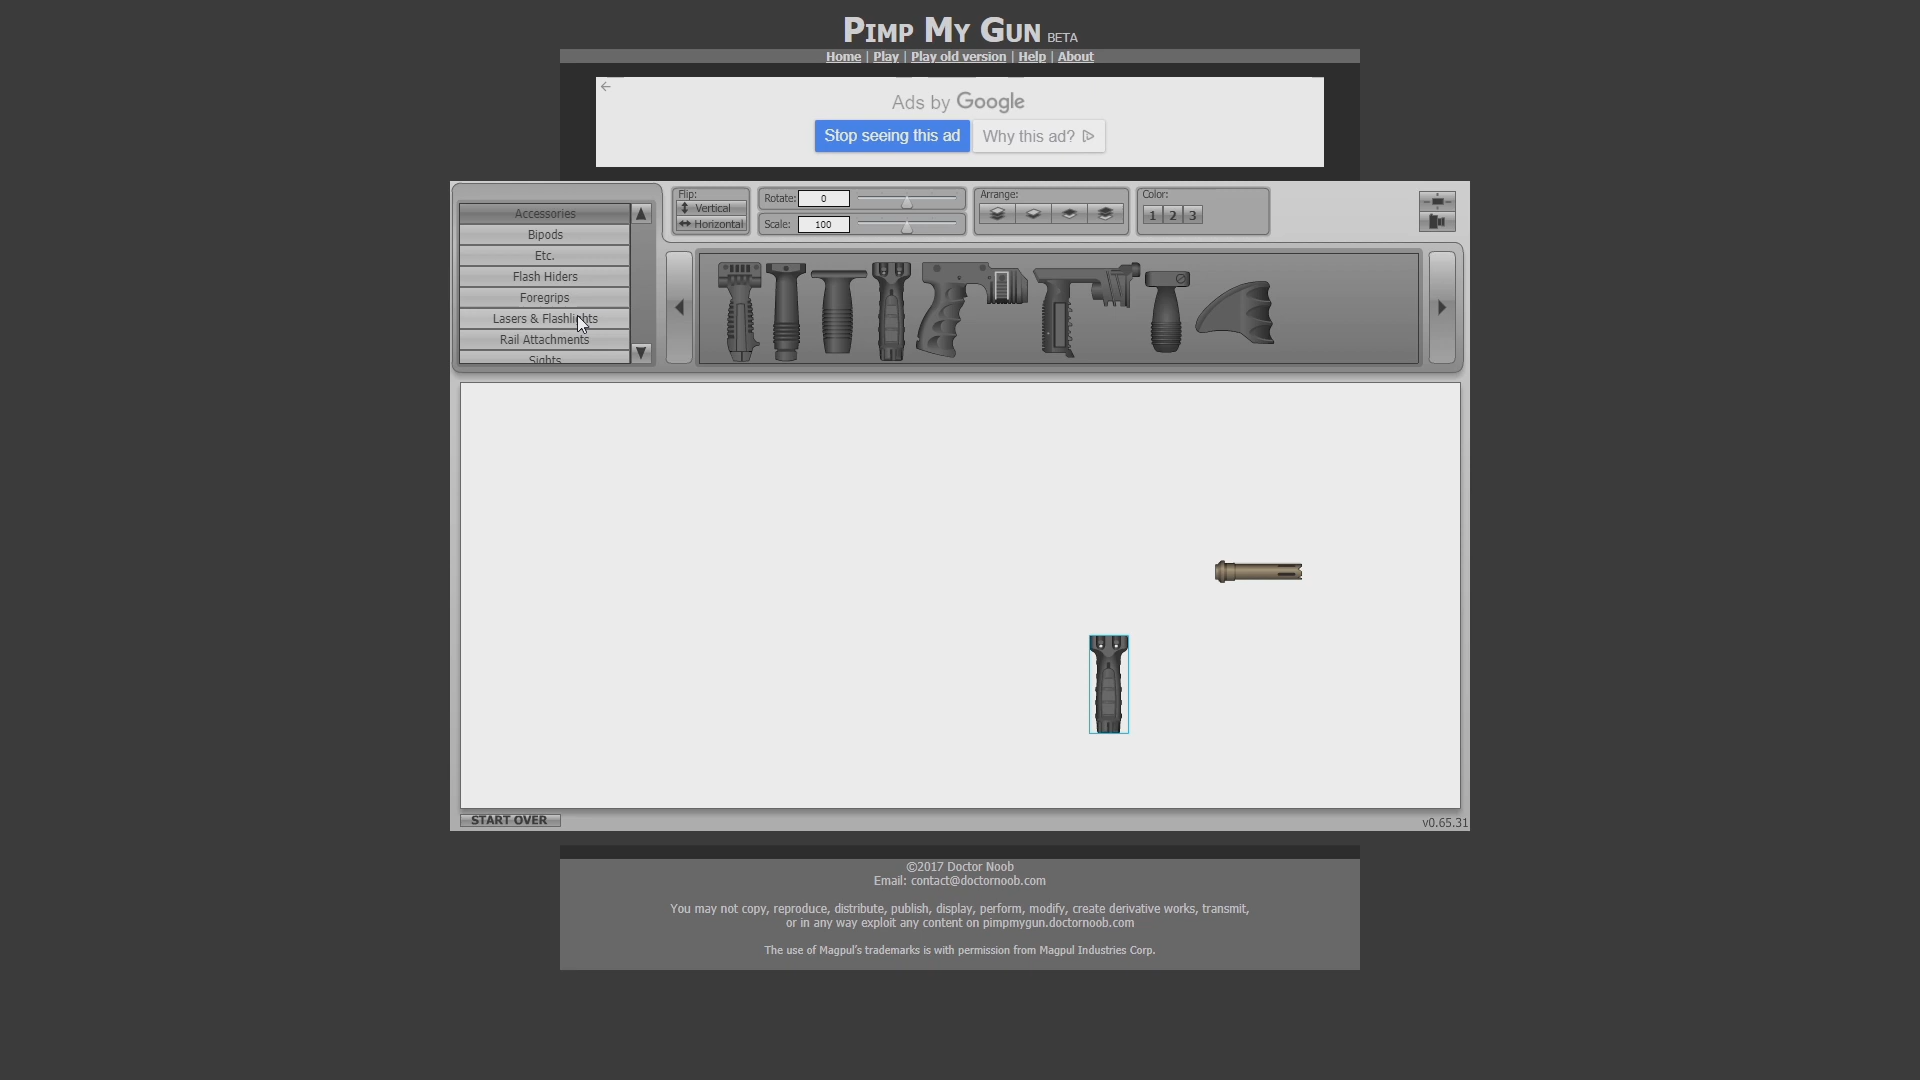 PIMP MY GUN BETA
Home | Play | Play old version | Help | About
Ads by Google
Stop seeing this ad
Why this ad?
Accessories
Bipods
Etc.
Flash Hiders
Foregrips
Lasers & Flashlights
Rail Attachments
Sights
Flip:
Vertical
Horizontal
Rotate: 0
Scale: 100
Arrange:
Color:
1 2 3
START OVER
v0.65.31
©2017 Doctor Noob
Email: contact@doctornoob.com
You may not copy, reproduce, distribute, publish, display, perform, modify, create derivative works, transmit,
or in any way exploit any content on pimpmygun.doctornoob.com
The use of Magpul's trademarks is with permission from Magpul Industries Corp.